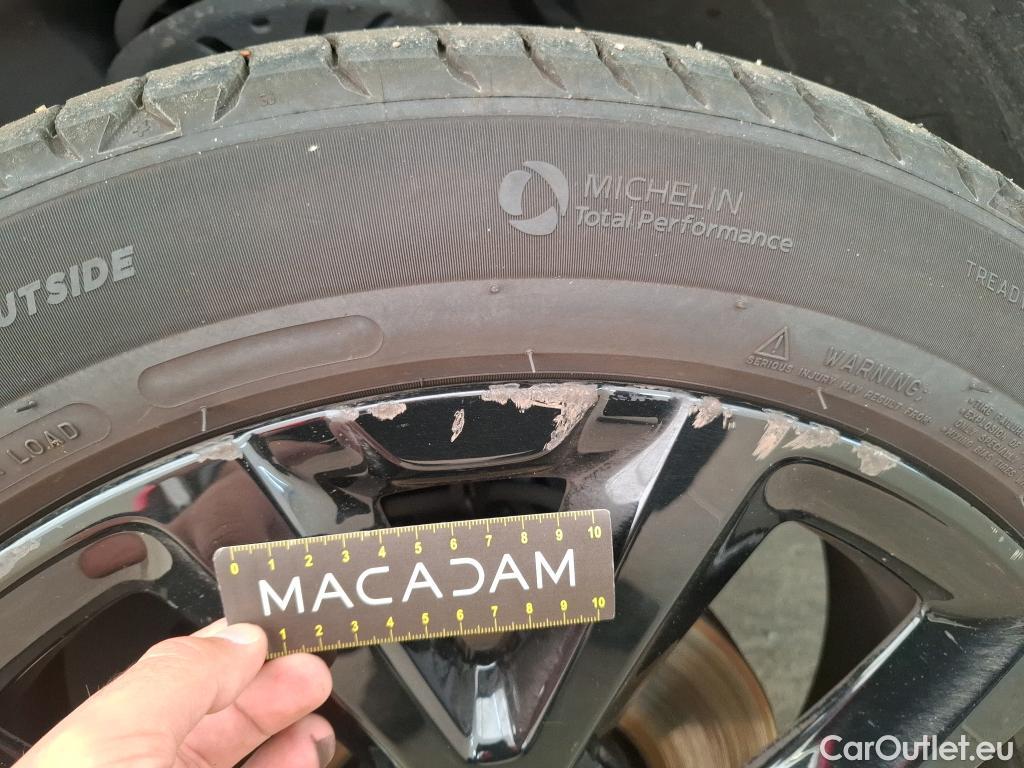 MICHELIN
Total Performance
UTSIDE
TREAD
WARNING:
SERIOUS INJURY MAY RESULT FROM
LOAD
0 1 2 3 4 5 6 7 8 9 10
MACADAM
1 2 3 4 5 6 7 8 9 10
CarOutlet.eu